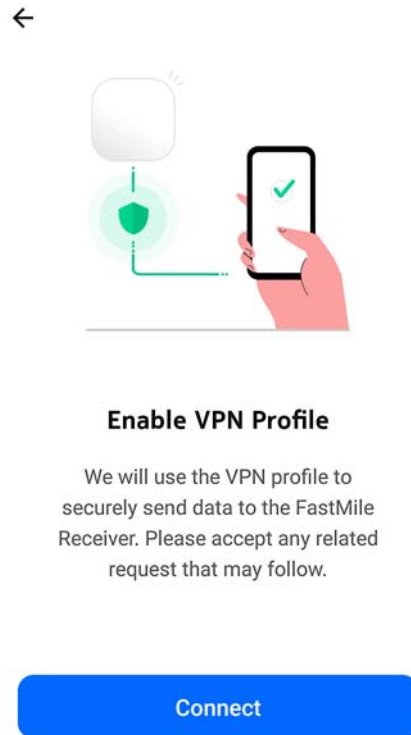 Enable VPN Profile
We will use the VPN profile to
securely send data to the FastMile
Receiver. Please accept any related
request that may follow.
Connect